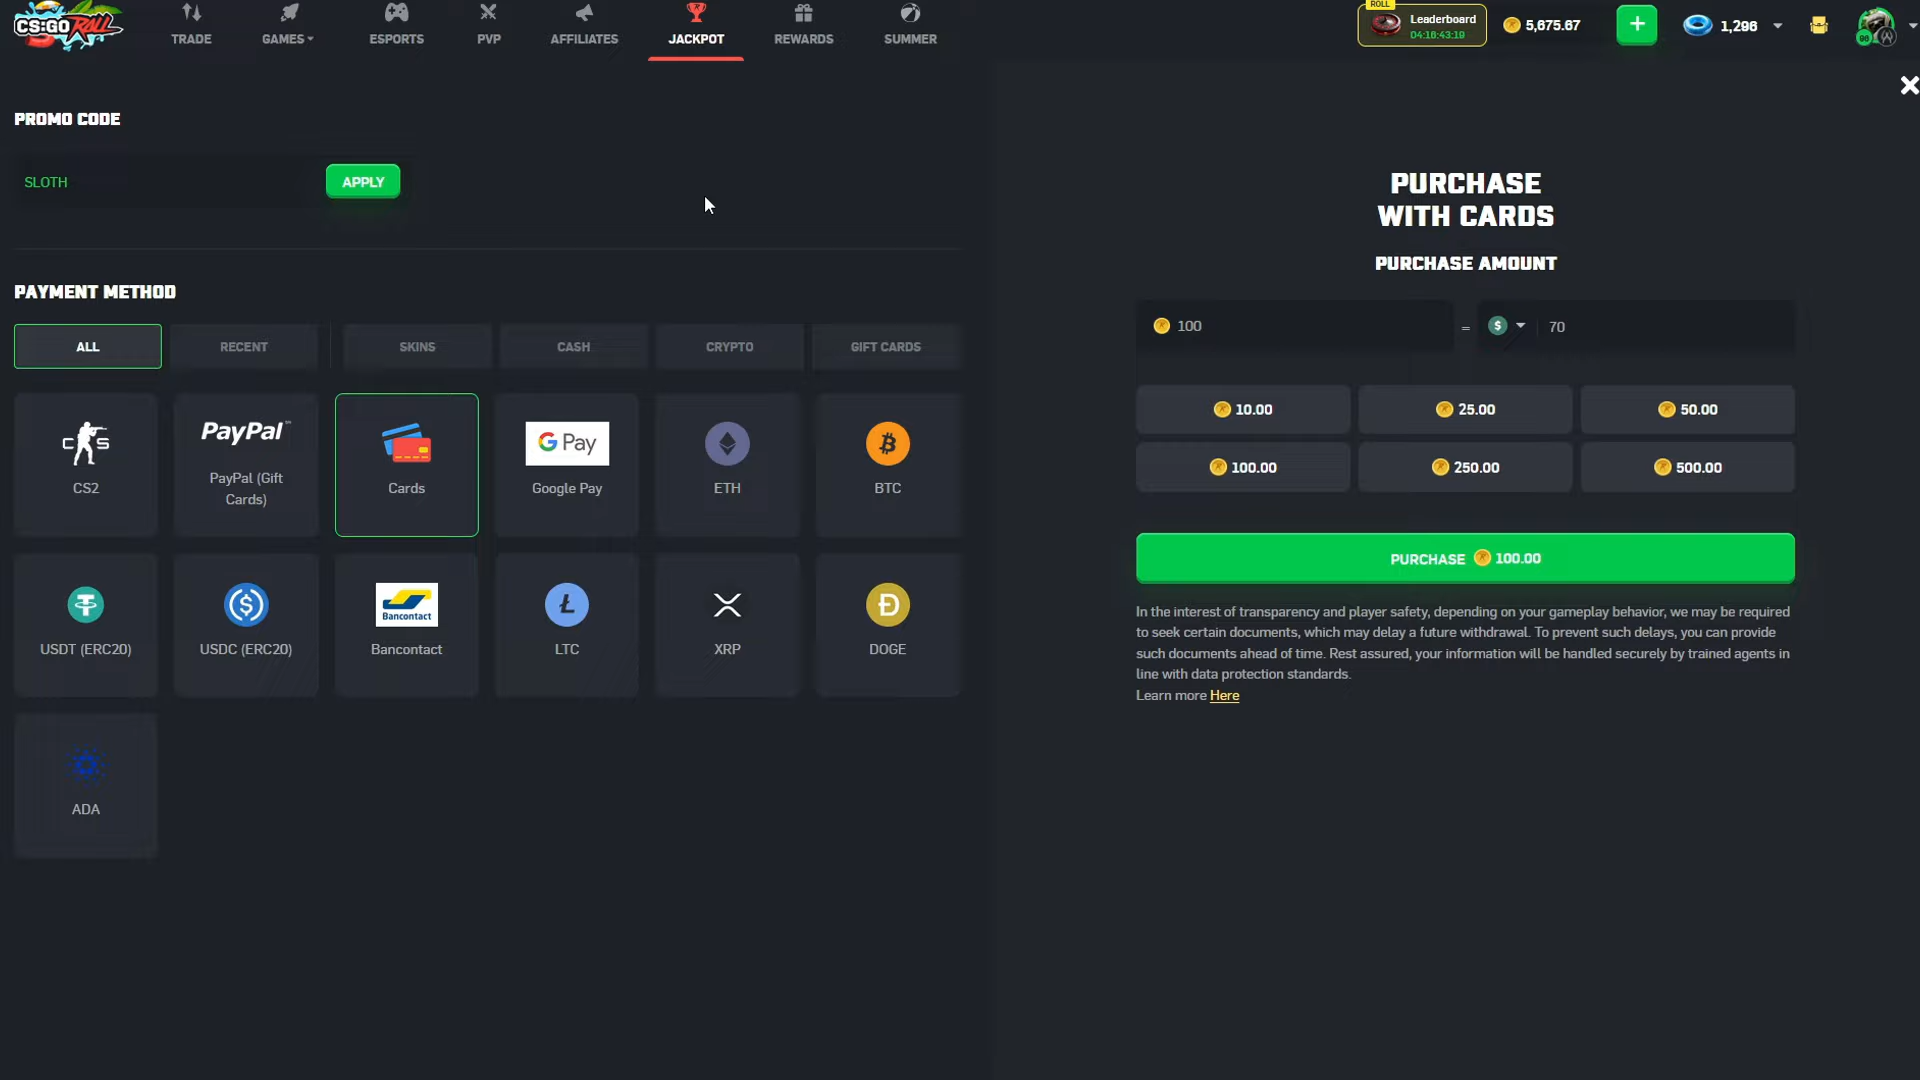 CS:GO ROLL
TRADE
GAMES
ESPORTS
PVP
AFFILIATES
JACKPOT
REWARDS
SUMMER
ROLL
Leaderboard
04:16:43:19
5,675.67
+
1,296
96
PROMO CODE
SLOTH
APPLY
PAYMENT METHOD
ALL
RECENT
SKINS
CASH
CRYPTO
GIFT CARDS
CS
CS2
PayPal
PayPal (Gift
Cards)
Cards
G Pay
Google Pay
ETH
BTC
USDT (ERC20)
USDC (ERC20)
Bancontact
Bancontact
LTC
XRP
DOGE
ADA
PURCHASE
WITH CARDS
PURCHASE AMOUNT
100 = $ 70
10.00
25.00
50.00
100.00
250.00
500.00
PURCHASE 100.00
In the interest of transparency and player safety, depending on your gameplay behavior, we may be required
to seek certain documents, which may delay a future withdrawal. To prevent such delays, you can provide
such documents ahead of time. Rest assured, your information will be handled securely by trained agents in
line with data protection standards.
Learn more Here